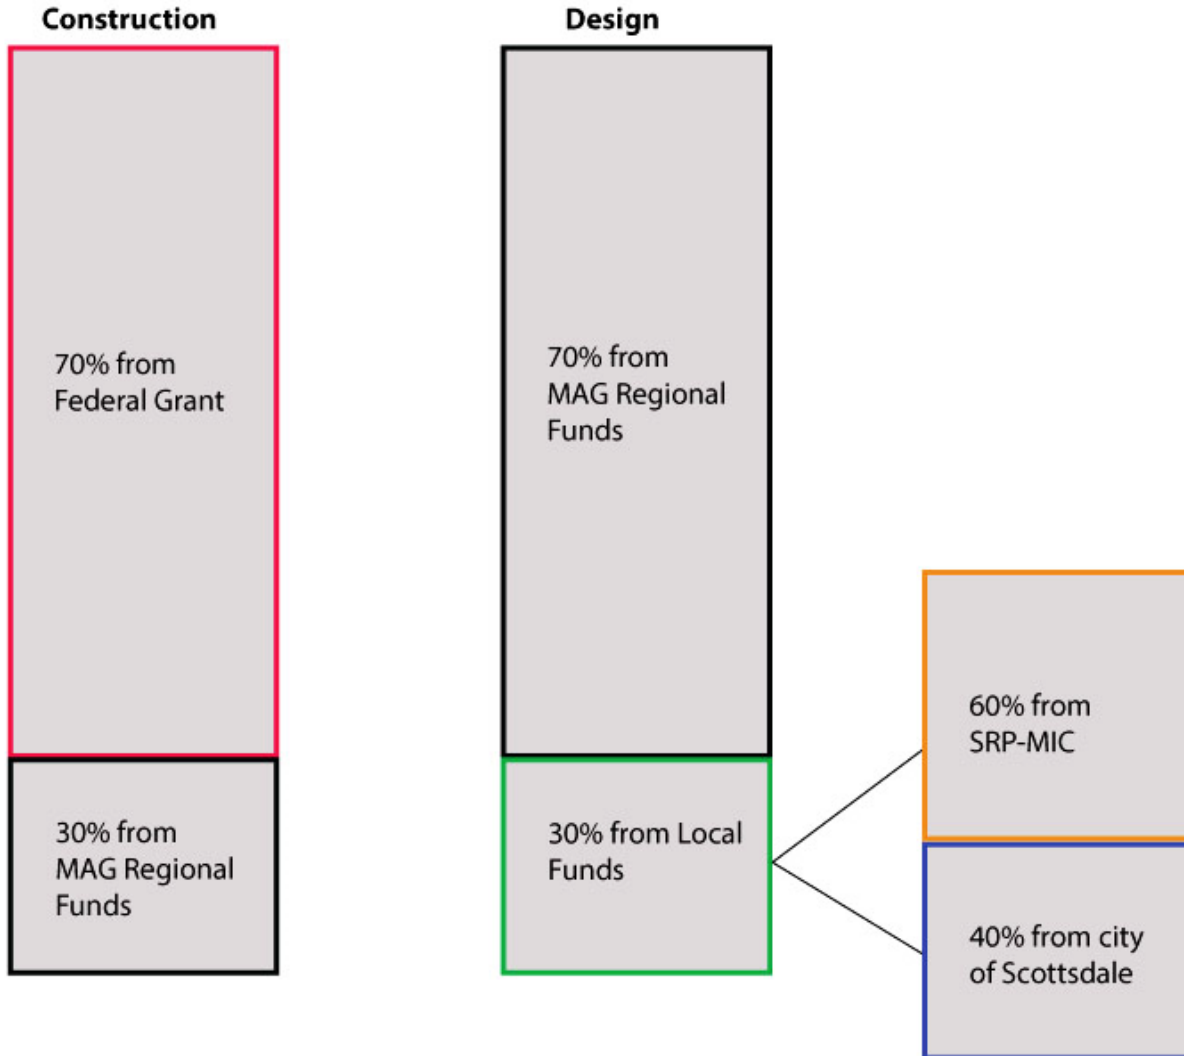 Construction
70% from
Federal Grant
30% from
MAG Regional
Funds
Design
70% from
MAG Regional
Funds
30% from Local
Funds
60% from
SRP-MIC
40% from city
of Scottsdale